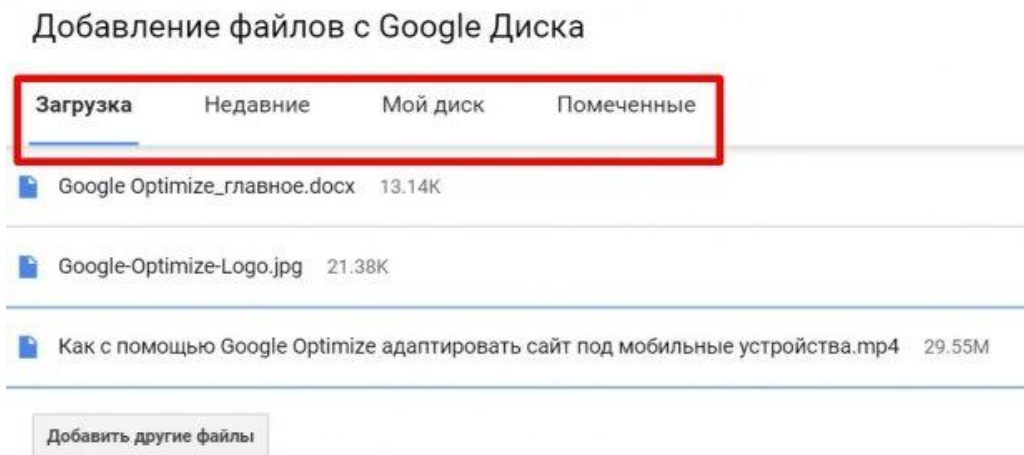 Добавление файлов с Google Диска
Загрузка Недавние Мой диск Помеченные
Google Optimize_главное.docx 13.14K
Google-Optimize-Logo.jpg 21.38K
Как с помощью Google Optimize адаптировать сайт под мобильные устройства.mp4 29.55M
Добавить другие файлы